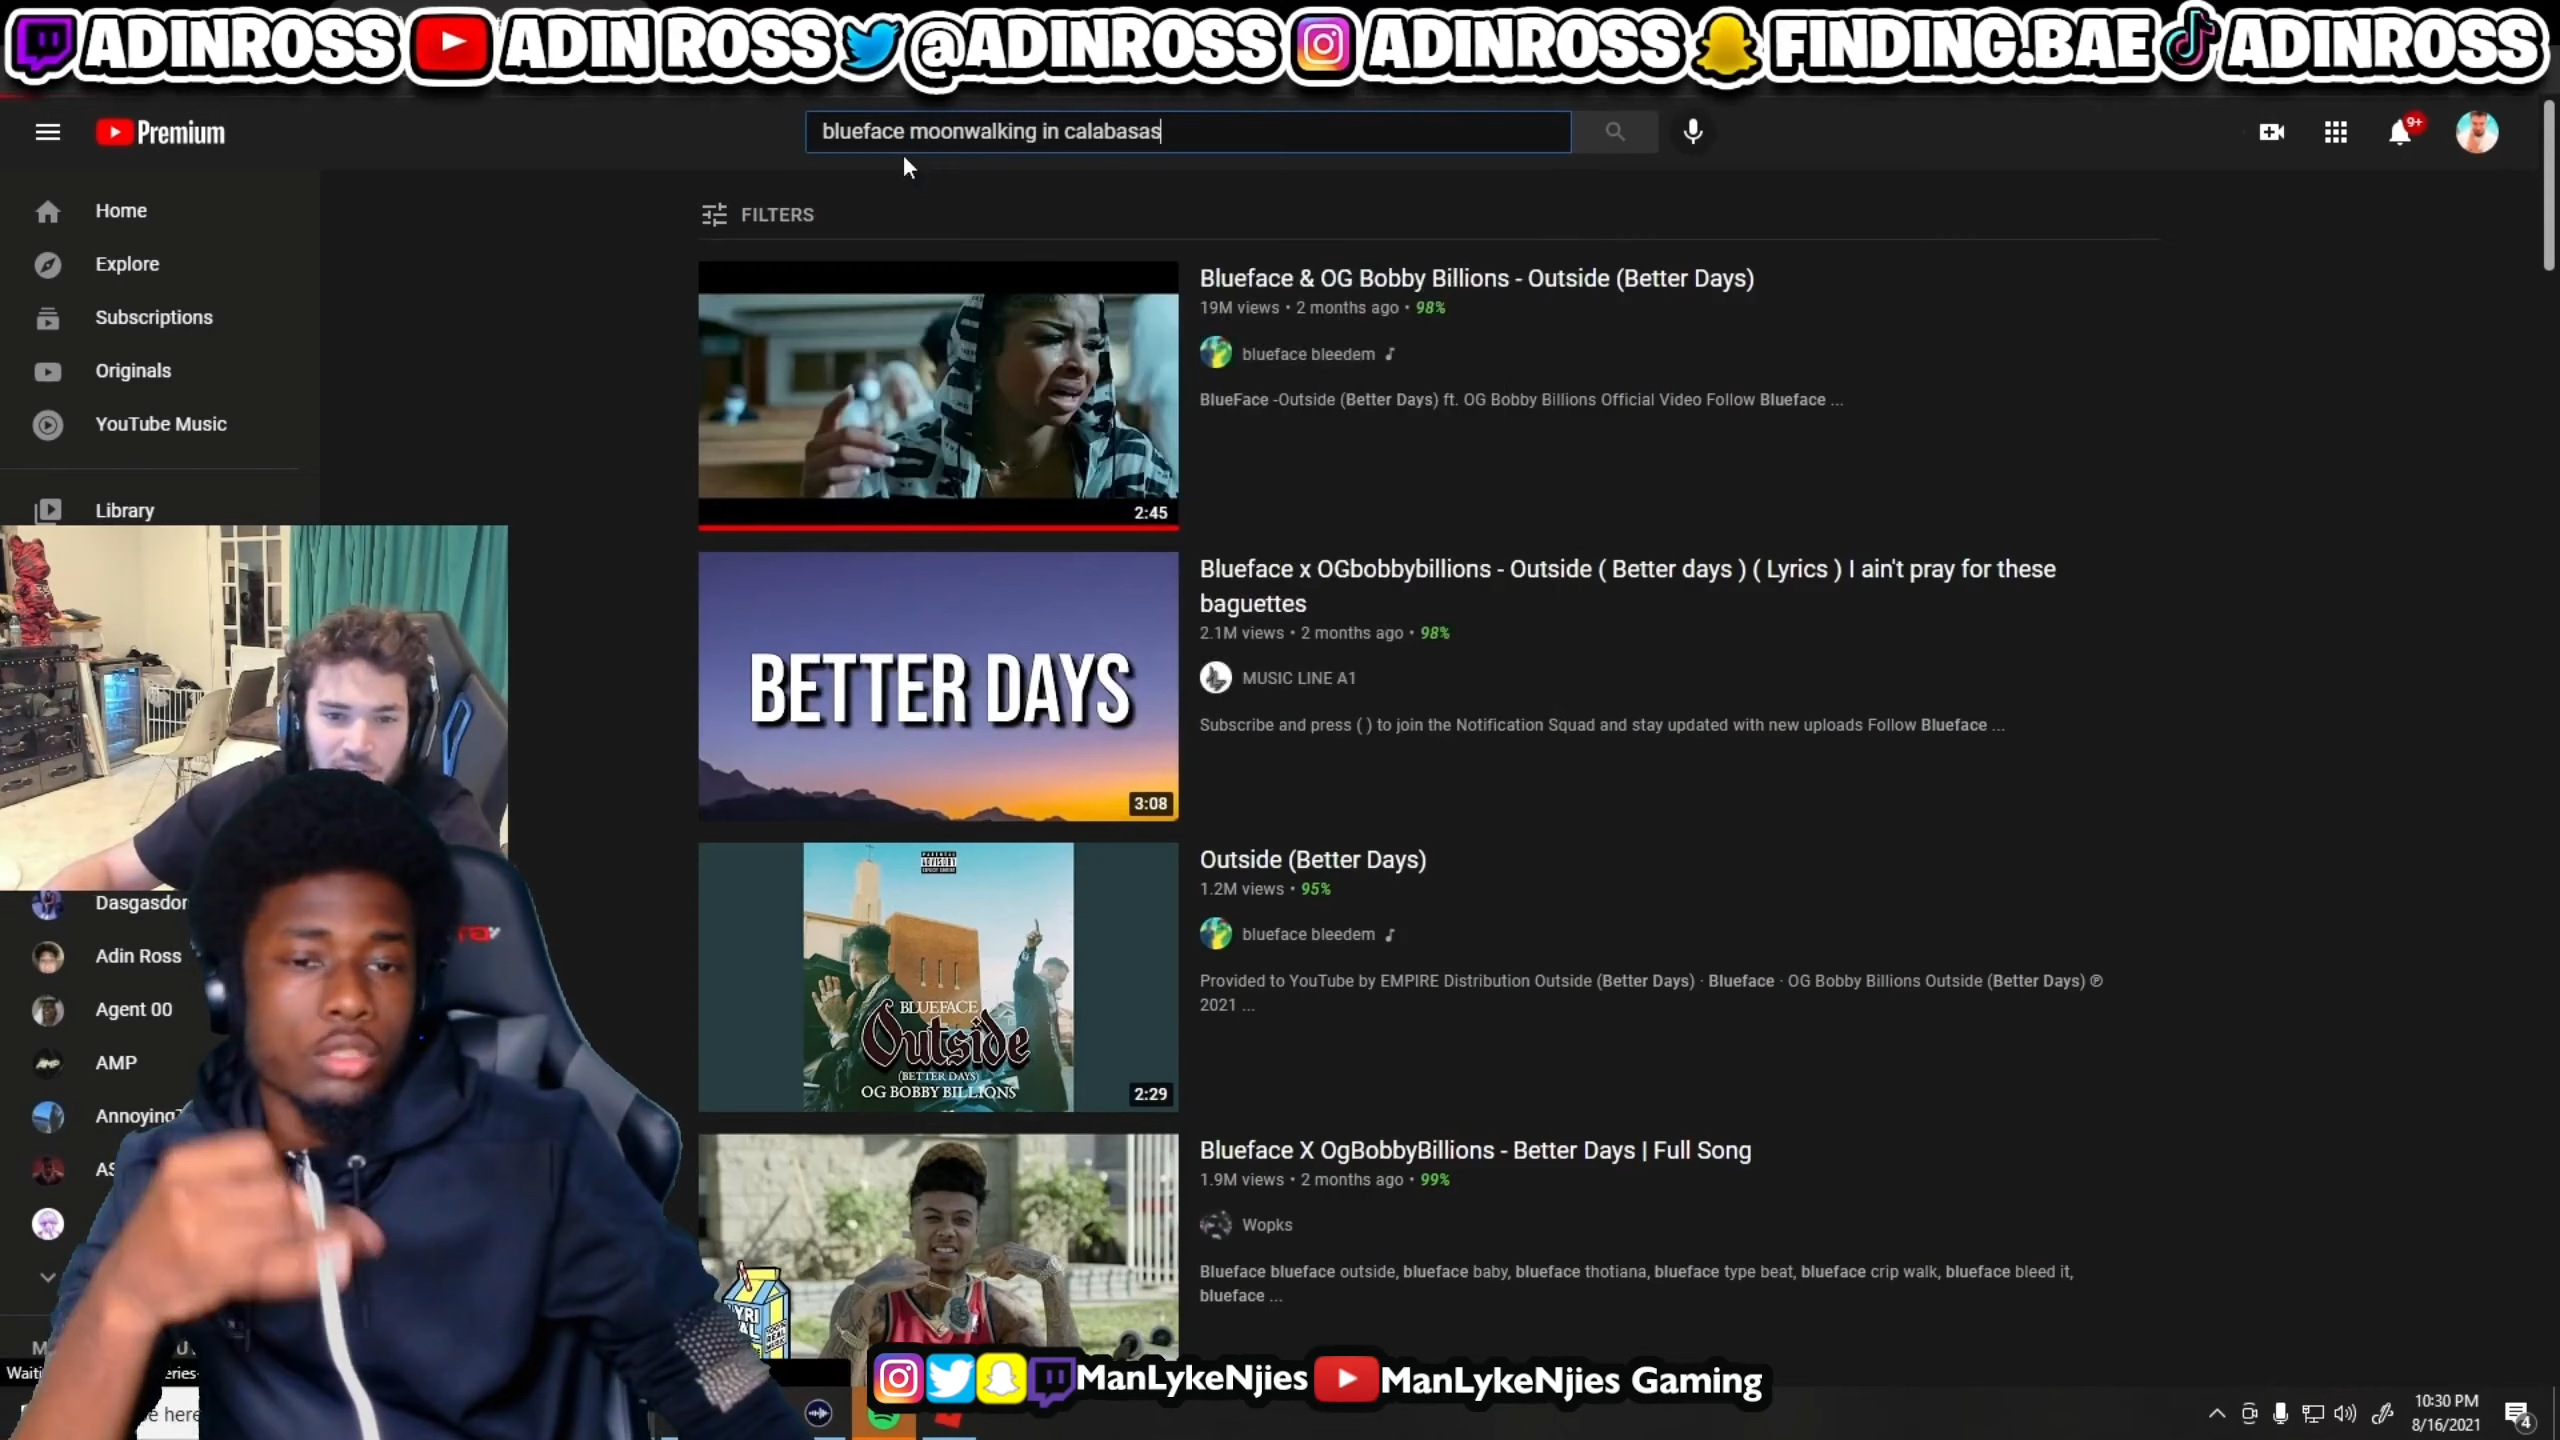 ADINROSS ADIN ROSS @ADINROSS ADINROSS FINDING.BAE ADINROSS
Premium
blueface moonwalking in calabasas
9+
Home
Explore
Subscriptions
Originals
YouTube Music
Library
Dasgasdor
Adin Ross
Agent 00
AMP
Annoying
FILTERS
Blueface & OG Bobby Billions - Outside (Better Days)
19M views • 2 months ago • 98%
blueface bleedem
BlueFace -Outside (Better Days) ft. OG Bobby Billions Official Video Follow Blueface ...
2:45
Blueface x OGbobbybillions - Outside ( Better days ) ( Lyrics ) I ain't pray for these
baguettes
2.1M views • 2 months ago • 98%
MUSIC LINE A1
Subscribe and press ( ) to join the Notification Squad and stay updated with new uploads Follow Blueface ...
BETTER DAYS
3:08
Outside (Better Days)
1.2M views • 95%
blueface bleedem
Provided to YouTube by EMPIRE Distribution Outside (Better Days) · Blueface · OG Bobby Billions Outside (Better Days) ℗
2021 ...
BLUEFACE
Outside
(BETTER DAYS)
OG BOBBY BILLIONS
2:29
Blueface X OgBobbyBillions - Better Days | Full Song
1.9M views • 2 months ago • 99%
Wopks
Blueface blueface outside, blueface baby, blueface thotiana, blueface type beat, blueface crip walk, blueface bleed it,
blueface ...
ManLykeNjies ManLykeNjies Gaming
here
10:30 PM
8/16/2021
4